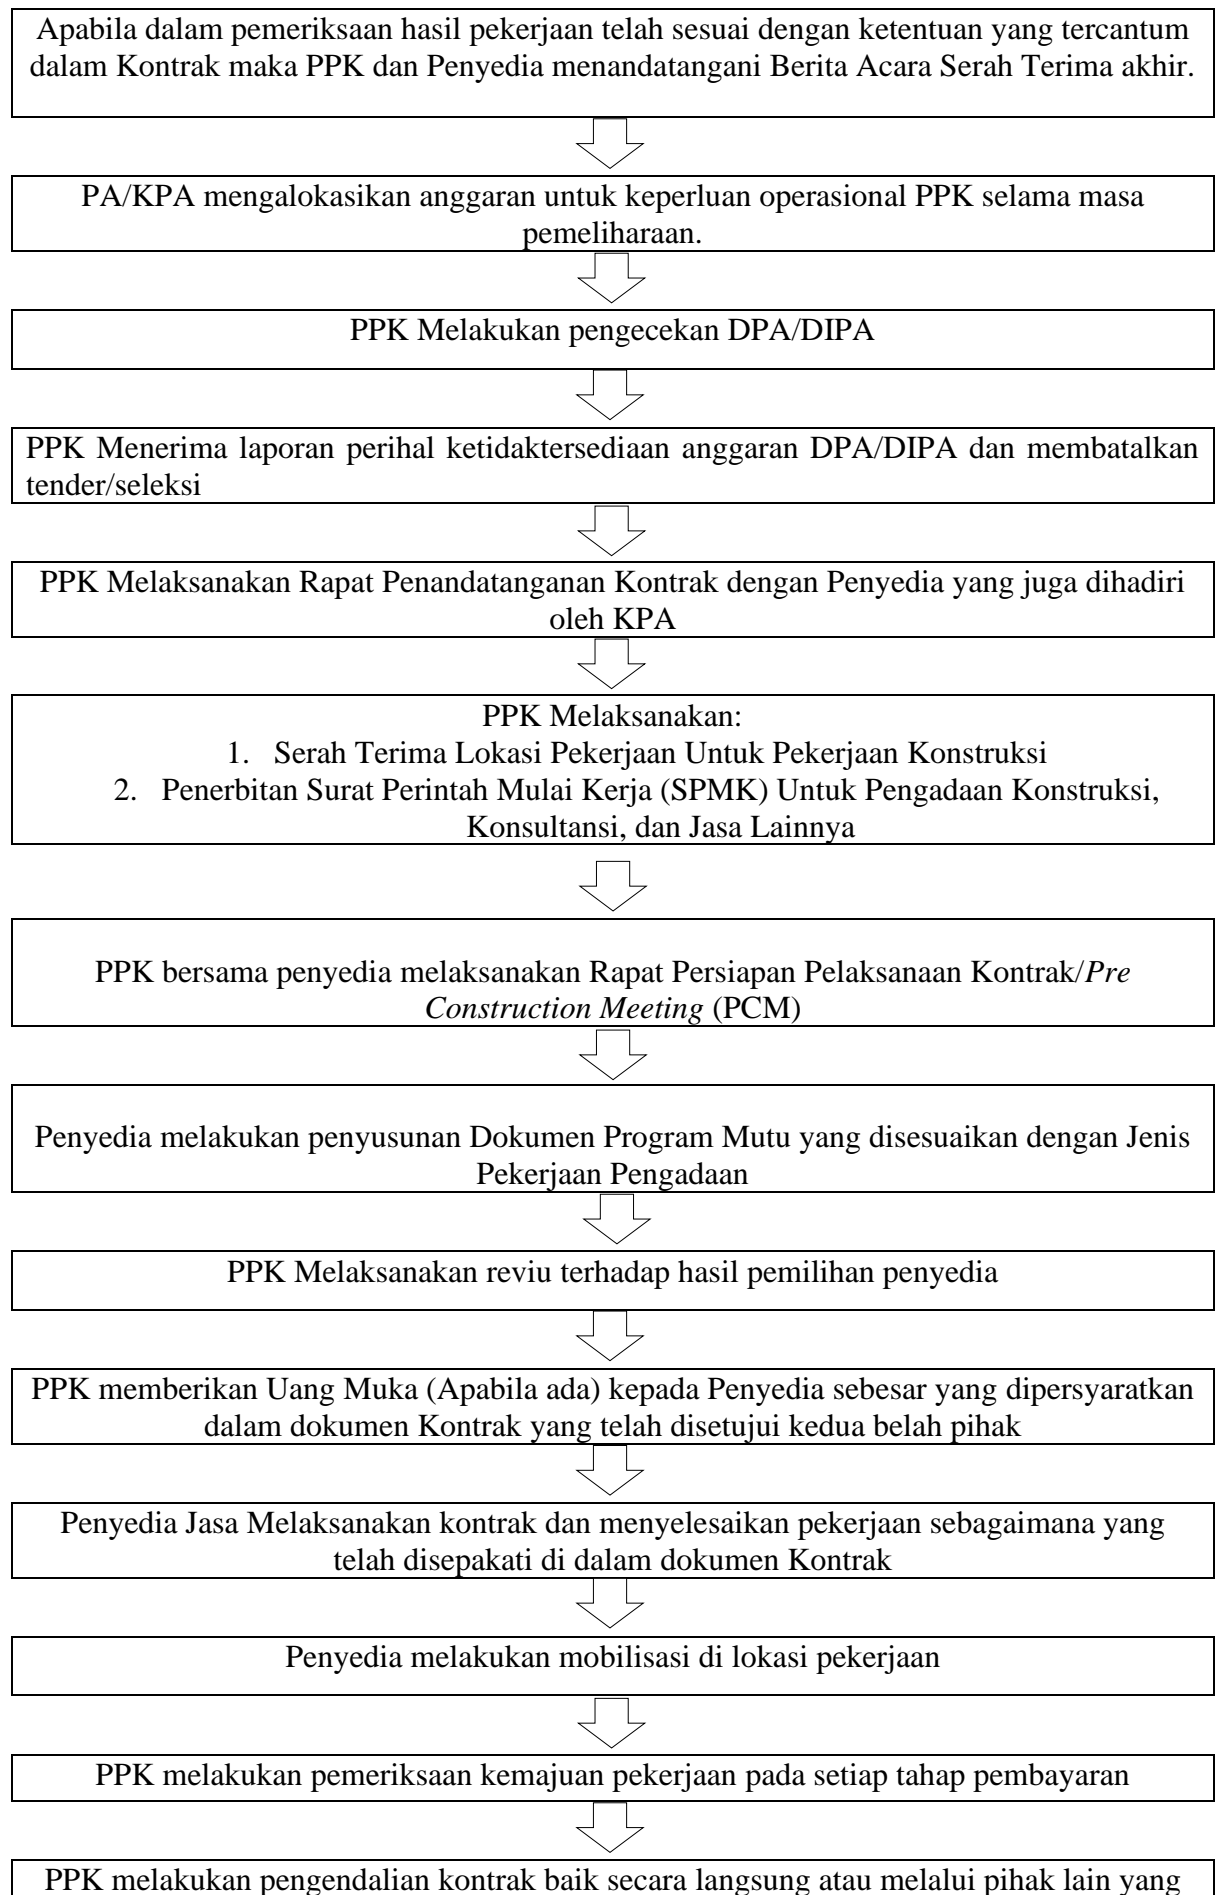 Apabila dalam pemeriksaan hasil pekerjaan telah sesuai dengan ketentuan yang tercantum
dalam Kontrak maka PPK dan Penyedia menandatangani Berita Acara Serah Terima akhir.
PA/KPA mengalokasikan anggaran untuk keperluan operasional PPK selama masa
pemeliharaan.
PPK Melakukan pengecekan DPA/DIPA
PPK Menerima laporan perihal ketidaktersediaan anggaran DPA/DIPA dan membatalkan
tender/seleksi
PPK Melaksanakan Rapat Penandatanganan Kontrak dengan Penyedia yang juga dihadiri
oleh KPA
PPK Melaksanakan:
1. Serah Terima Lokasi Pekerjaan Untuk Pekerjaan Konstruksi
2. Penerbitan Surat Perintah Mulai Kerja (SPMK) Untuk Pengadaan Konstruksi,
Konsultansi, dan Jasa Lainnya
PPK bersama penyedia melaksanakan Rapat Persiapan Pelaksanaan Kontrak/Pre
Construction Meeting (PCM)
Penyedia melakukan penyusunan Dokumen Program Mutu yang disesuaikan dengan Jenis
Pekerjaan Pengadaan
PPK Melaksanakan reviu terhadap hasil pemilihan penyedia
PPK memberikan Uang Muka (Apabila ada) kepada Penyedia sebesar yang dipersyaratkan
dalam dokumen Kontrak yang telah disetujui kedua belah pihak
Penyedia Jasa Melaksanakan kontrak dan menyelesaikan pekerjaan sebagaimana yang
telah disepakati di dalam dokumen Kontrak
Penyedia melakukan mobilisasi di lokasi pekerjaan
PPK melakukan pemeriksaan kemajuan pekerjaan pada setiap tahap pembayaran
PPK melakukan pengendalian kontrak baik secara langsung atau melalui pihak lain yang